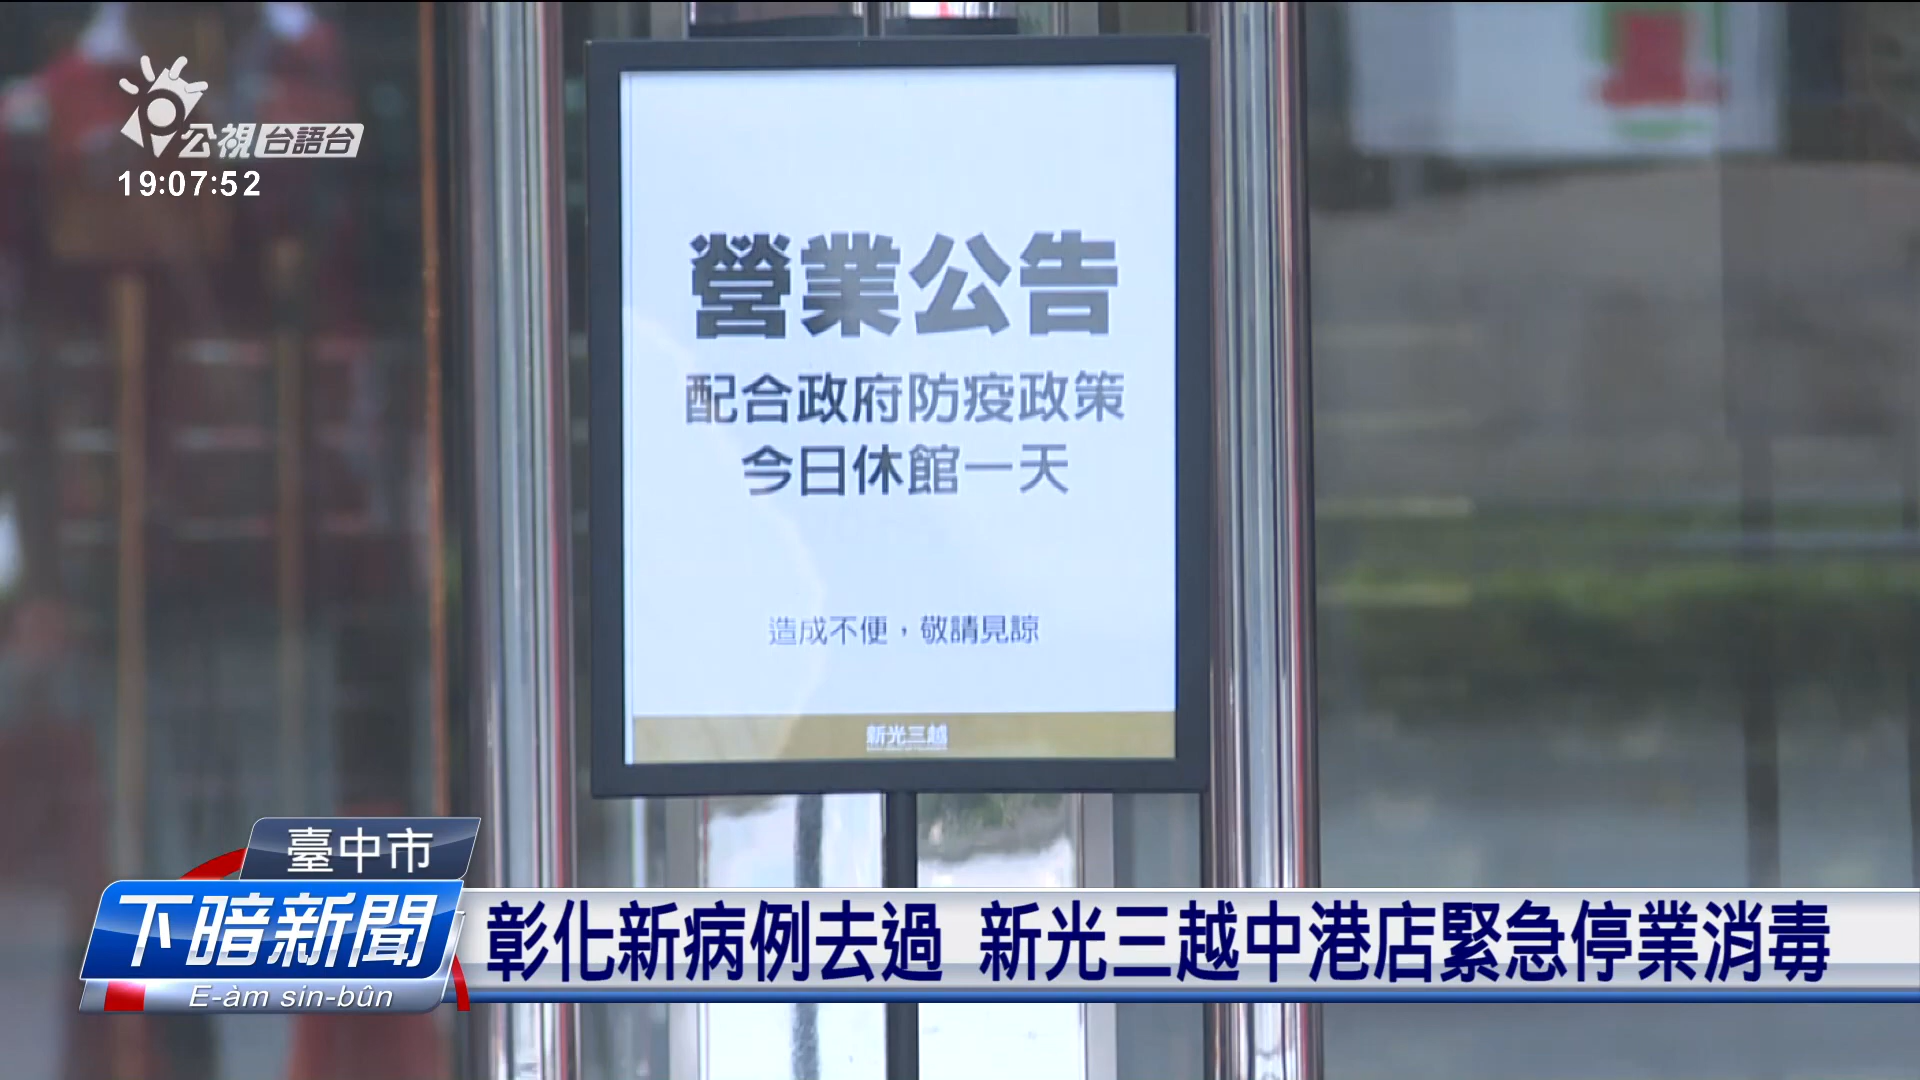 公視台語台
19:07:52
營業公告
配合政府防疫政策
今日休館一天
造成不便，敬請見諒
新光三越
臺中市
下暗新聞
E-àm sin-bûn
彰化新病例去過 新光三越中港店緊急停業消毒